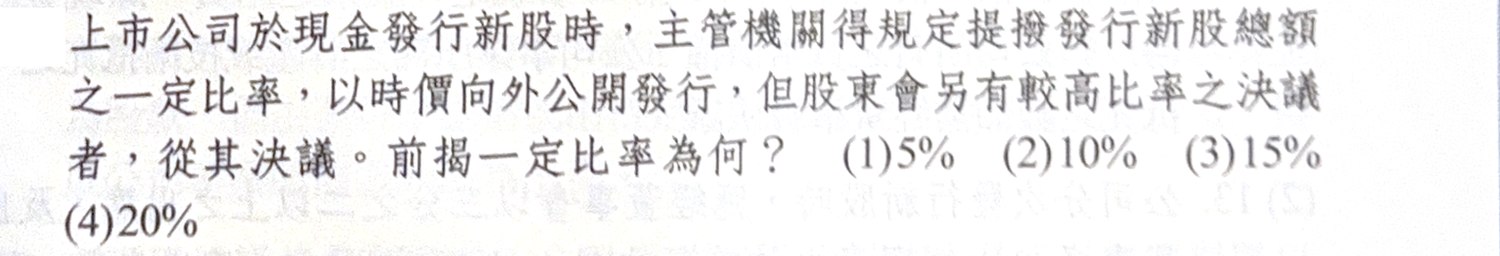 上市公司於現金發行新股時，主管機關得規定提撥發行新股總額
之一定比率，以時價向外公開發行，但股東會另有較高比率之決議
者，從其決議。前揭一定比率為何？ (1)5% (2)10% (3)15%
(4)20%